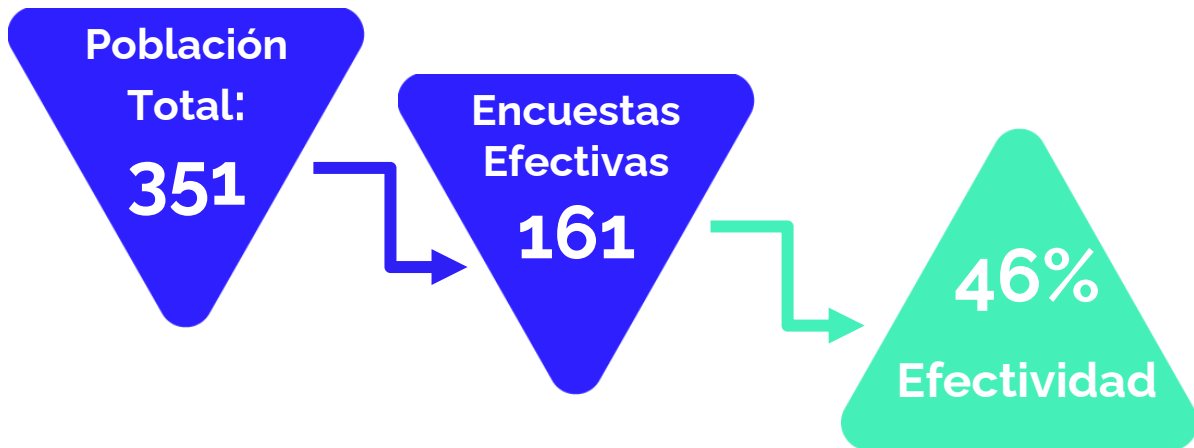 Población
Total:
351
Encuestas
Efectivas
161
46%
Efectividad